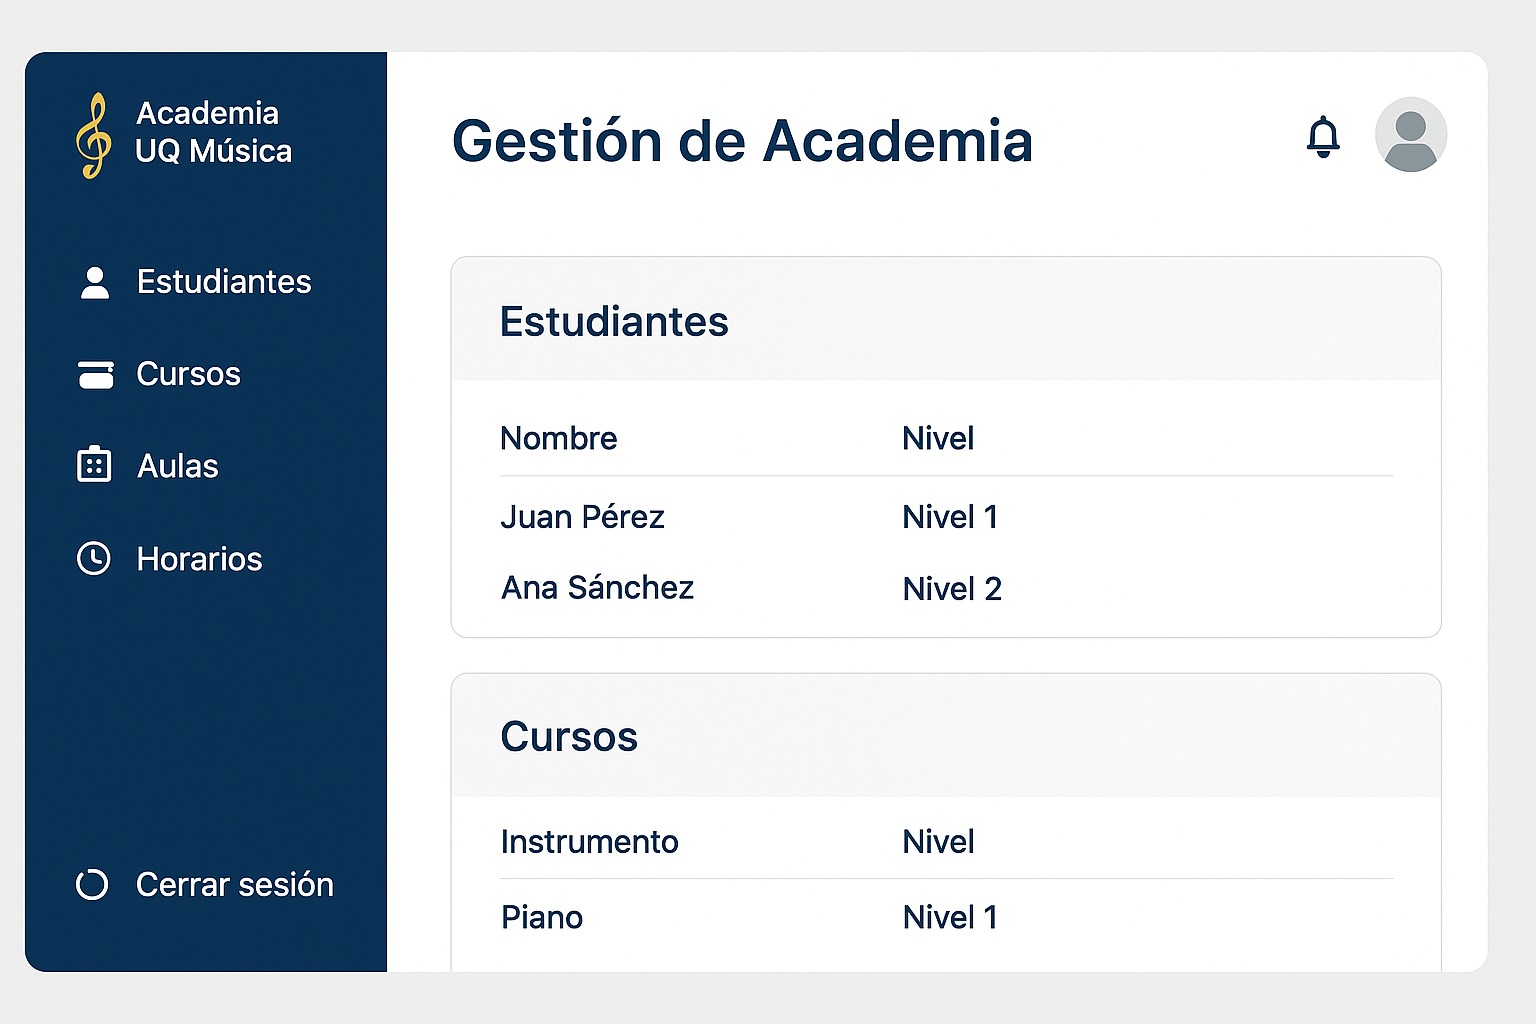 Academia
UQ Música
Estudiantes
Cursos
Aulas
Horarios
Cerrar sesión
Gestión de Academia
Estudiantes
Nombre Nivel
Juan Pérez Nivel 1
Ana Sánchez Nivel 2
Cursos
Instrumento Nivel
Piano Nivel 1